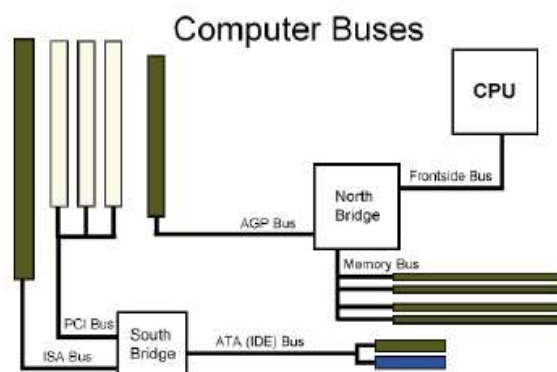 Computer Buses
CPU
Frontside Bus
North
Bridge
AGP Bus
Memory Bus
PCI Bus
South
Bridge
ATA (IDE) Bus
ISA Bus